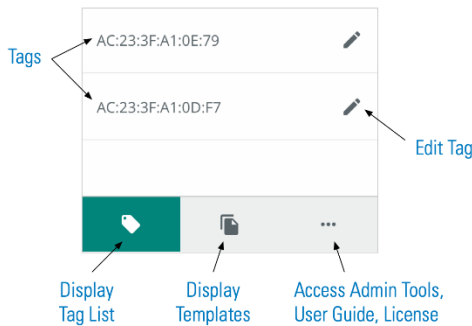 AC:23:3F:A1:0E:79
Tags
AC:23:3F:A1:0D:F7
Edit Tag
Display
Tag List
Display
Templates
Access Admin Tools,
User Guide, License